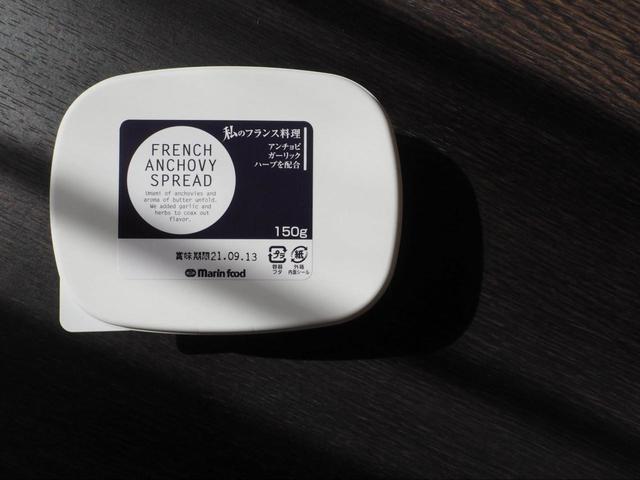 私のフランス料理
アンチョビ
ガーリック
ハーブを配合
FRENCH
ANCHOVY
SPREAD
Umami of anchovies and
aroma of butter unfold.
We added garlic and
herbs to coax out
flavor.
150g
賞味期限21.09.13
プラ
容器
フタ
紙
外箱
内面シール
Marin food